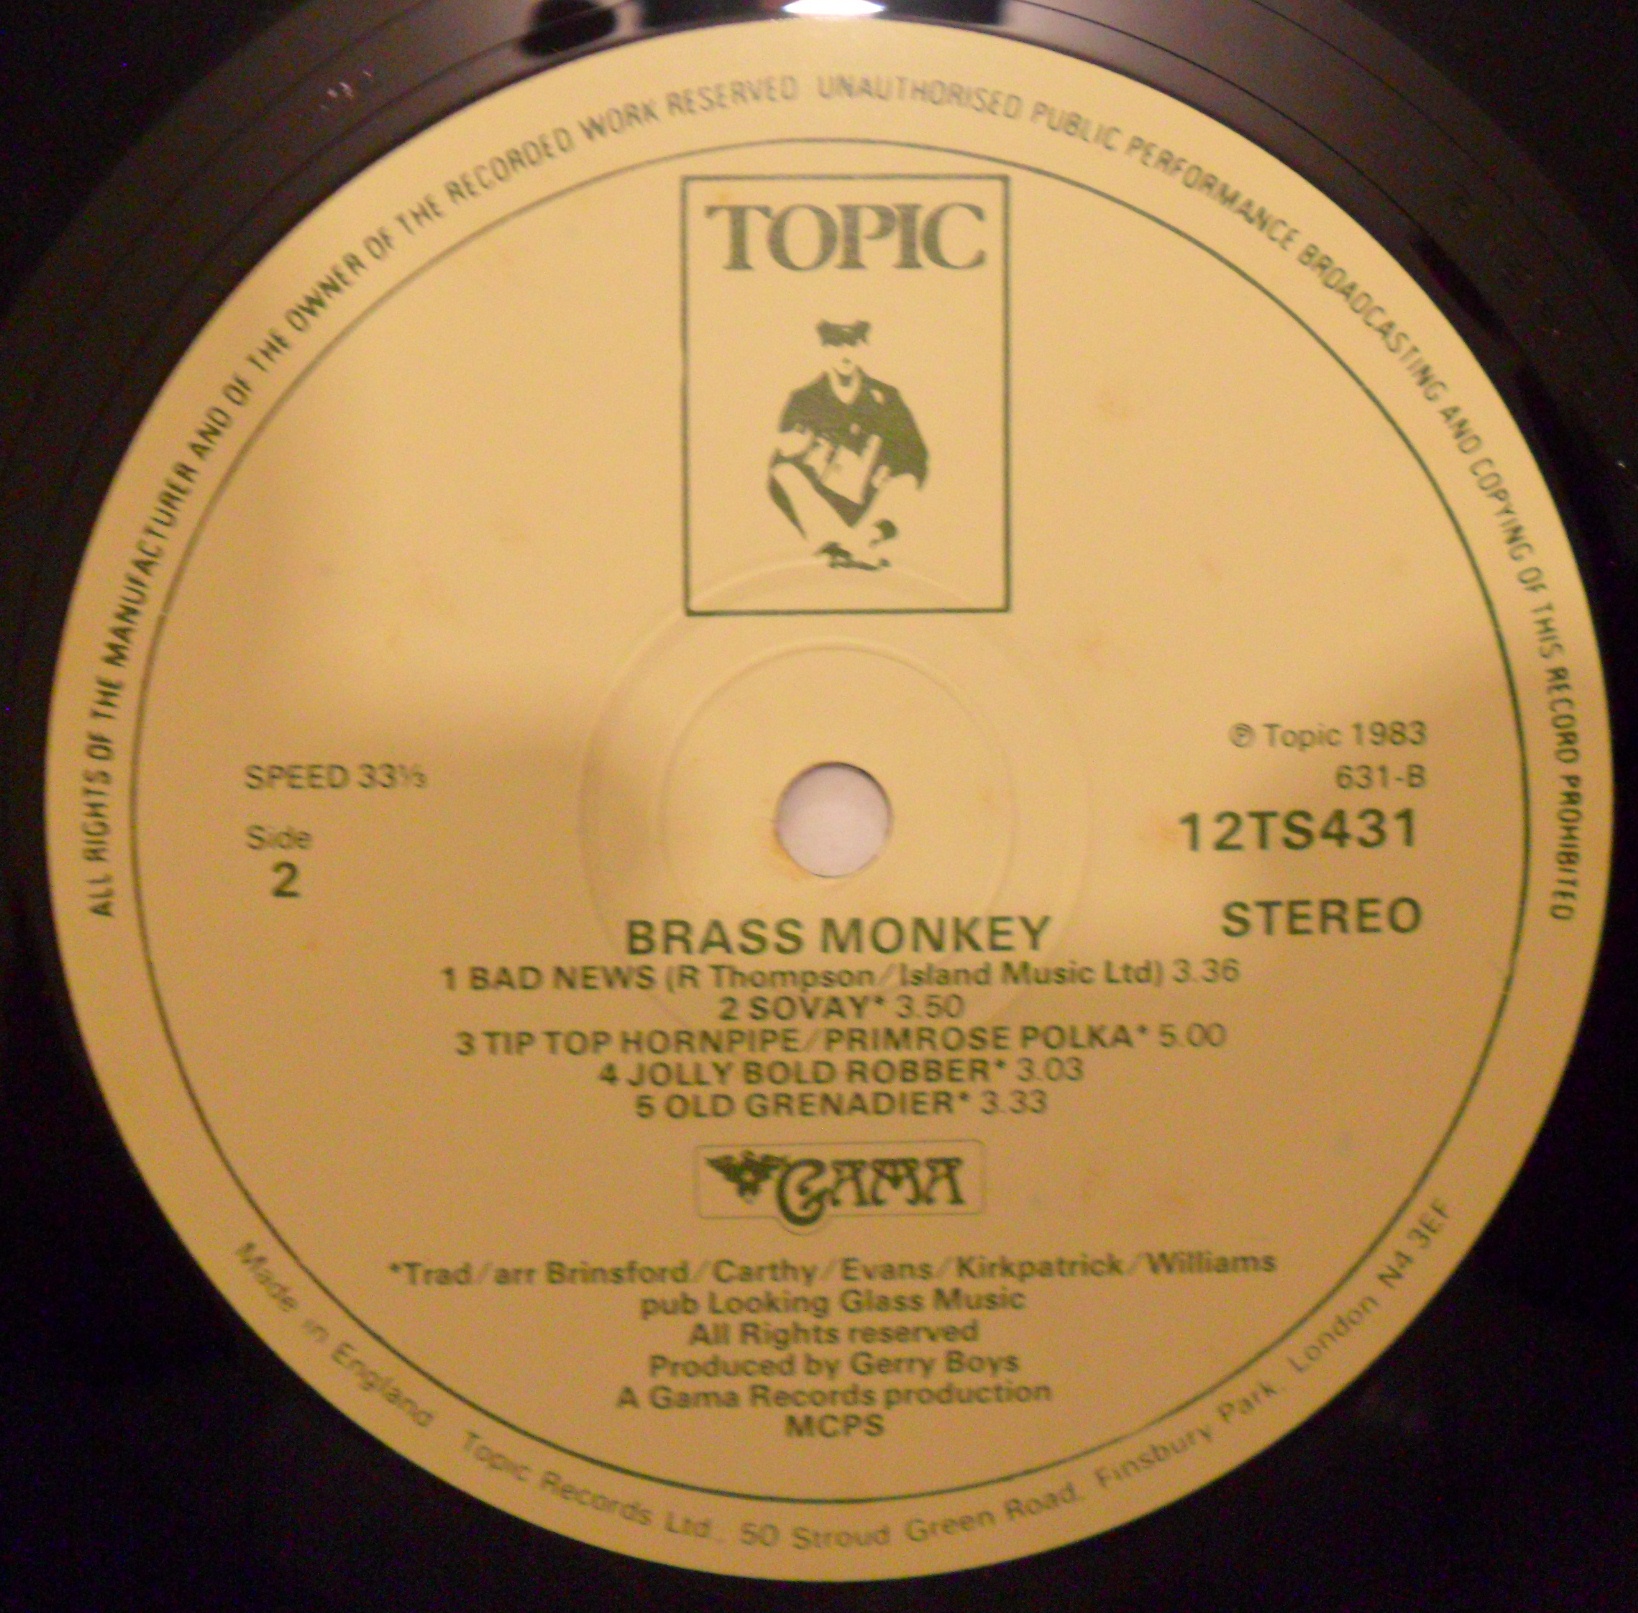 ALL RIGHTS OF THE MANUFACTURER AND OF THE OWNER OF THE RECORDED WORK RESERVED UNAUTHORISED PUBLIC PERFORMANCE BROADCASTING AND COPYING OF THIS RECORD PROHIBITED
TOPIC
℗ Topic 1983
631-B
SPEED 33⅓
12TS431
Side
2
STEREO
BRASS MONKEY
1 BAD NEWS (R Thompson/Island Music Ltd) 3.36
2 SOVAY* 3.50
3 TIP TOP HORNPIPE/PRIMROSE POLKA* 5.00
4 JOLLY BOLD ROBBER* 3.03
5 OLD GRENADIER* 3.33
GAMA
*Trad/arr Brinsford/Carthy/Evans/Kirkpatrick/Williams
pub Looking Glass Music
All Rights reserved
Produced by Gerry Boys
A Gama Records production
MCPS
Made in England Topic Records Ltd., 50 Stroud Green Road, Finsbury Park, London N4 3EF